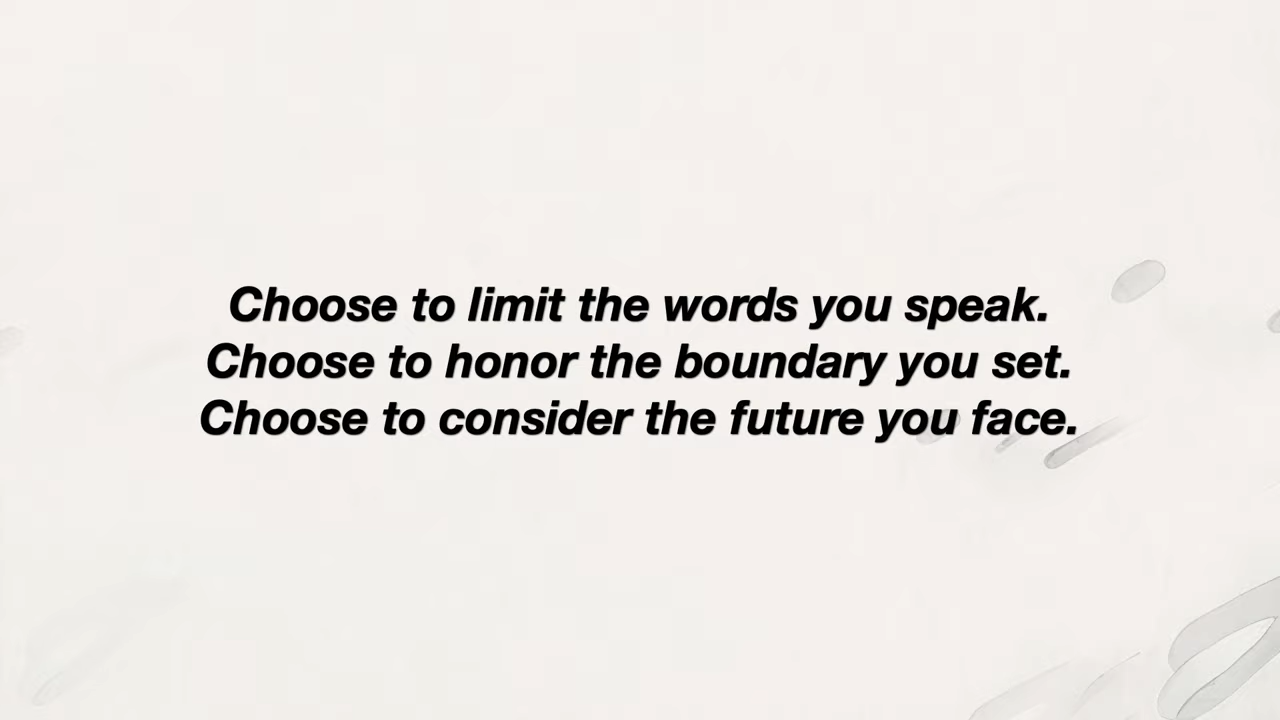 Choose to limit the words you speak.
Choose to honor the boundary you set.
Choose to consider the future you face.